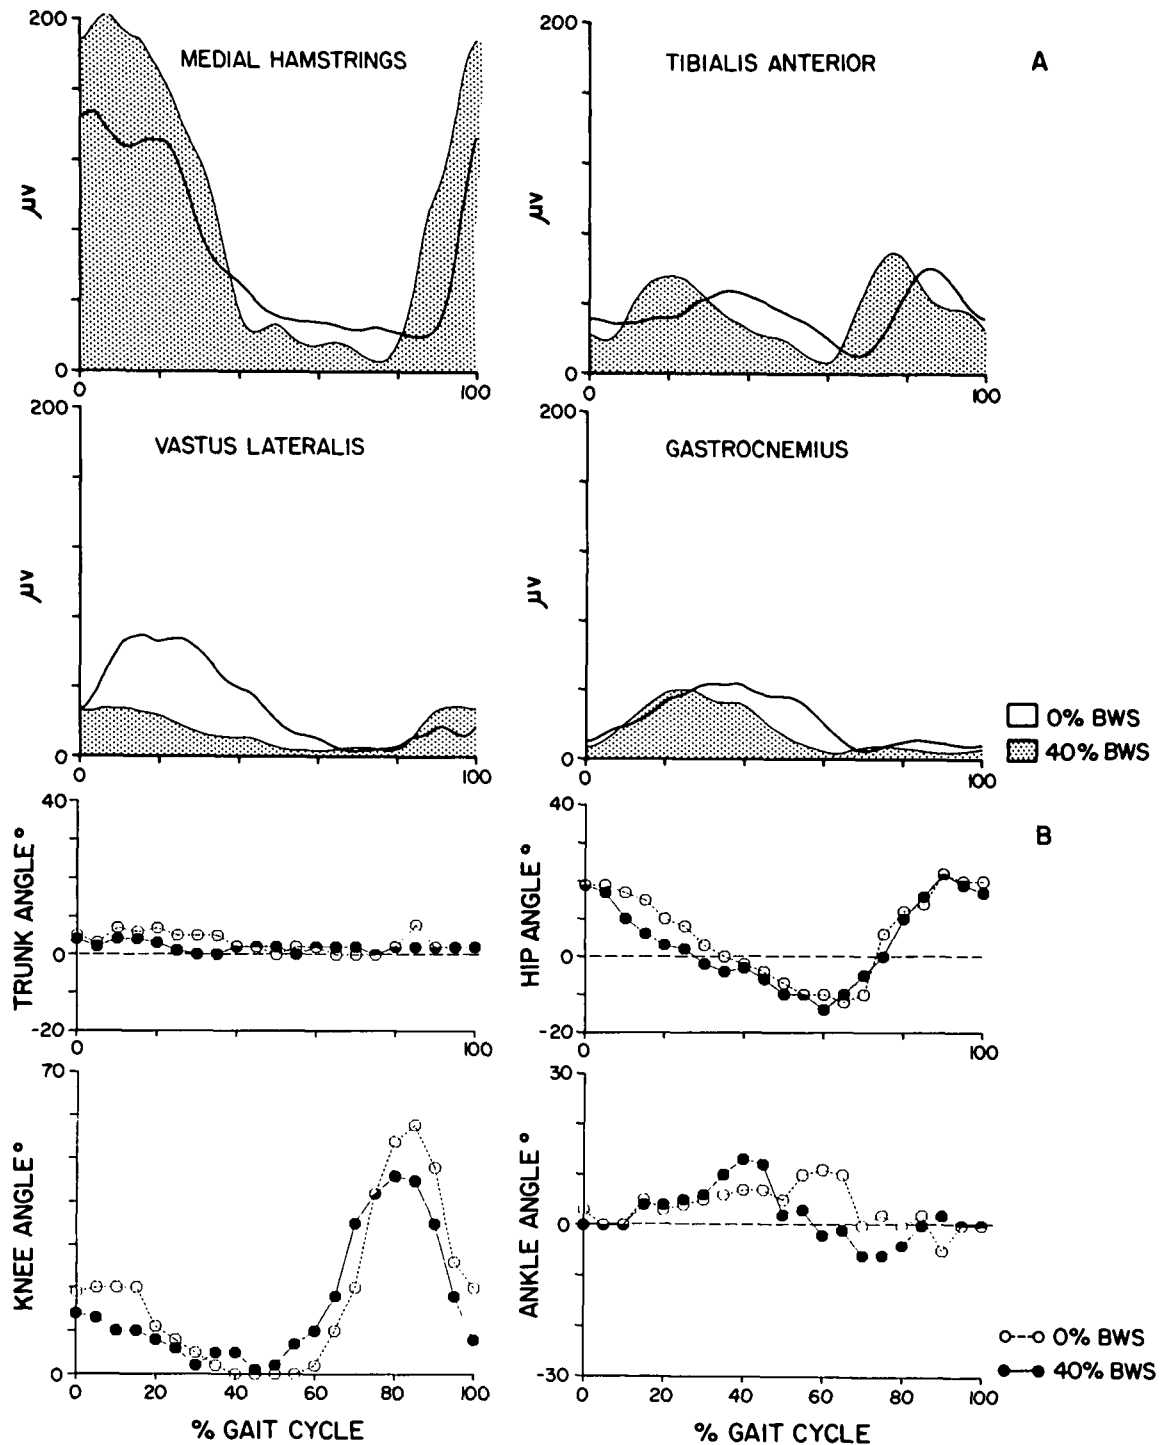 200
MEDIAL HAMSTRINGS
μv
0
0
100
200
TIBIALIS ANTERIOR
A
μv
0
0
100
200
VASTUS LATERALIS
μv
0
0
100
200
GASTROCNEMIUS
μv
0
0
100
0% BWS
40% BWS
40
TRUNK ANGLE°
0
-20
0
100
40
B
HIP ANGLE°
0
-20
0
100
70
KNEE ANGLE°
0
0 20 40 60 80 100
% GAIT CYCLE
30
ANKLE ANGLE°
0
-30
0 20 40 60 80 100
% GAIT CYCLE
0% BWS
40% BWS